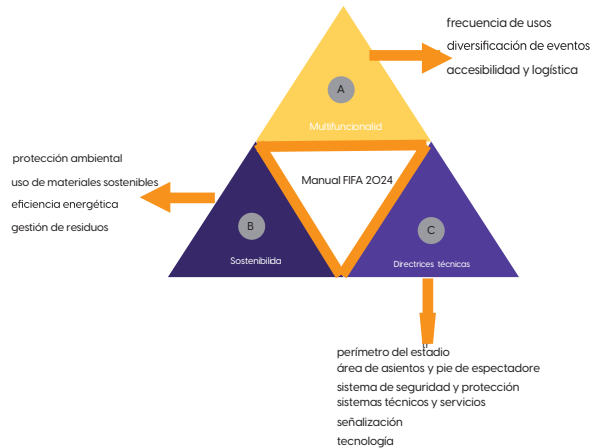 frecuencia de usos
diversificación de eventos
accesibilidad y logística
A
Multifuncionalid
protección ambiental
uso de materiales sostenibles
eficiencia energética
gestión de residuos
Manual FIFA 2024
B
Sostenibilida
C
Directrices técnicas
perímetro del estadio
área de asientos y pie de espectadore
sistema de seguridad y protección
sistemas técnicos y servicios
señalización
tecnología